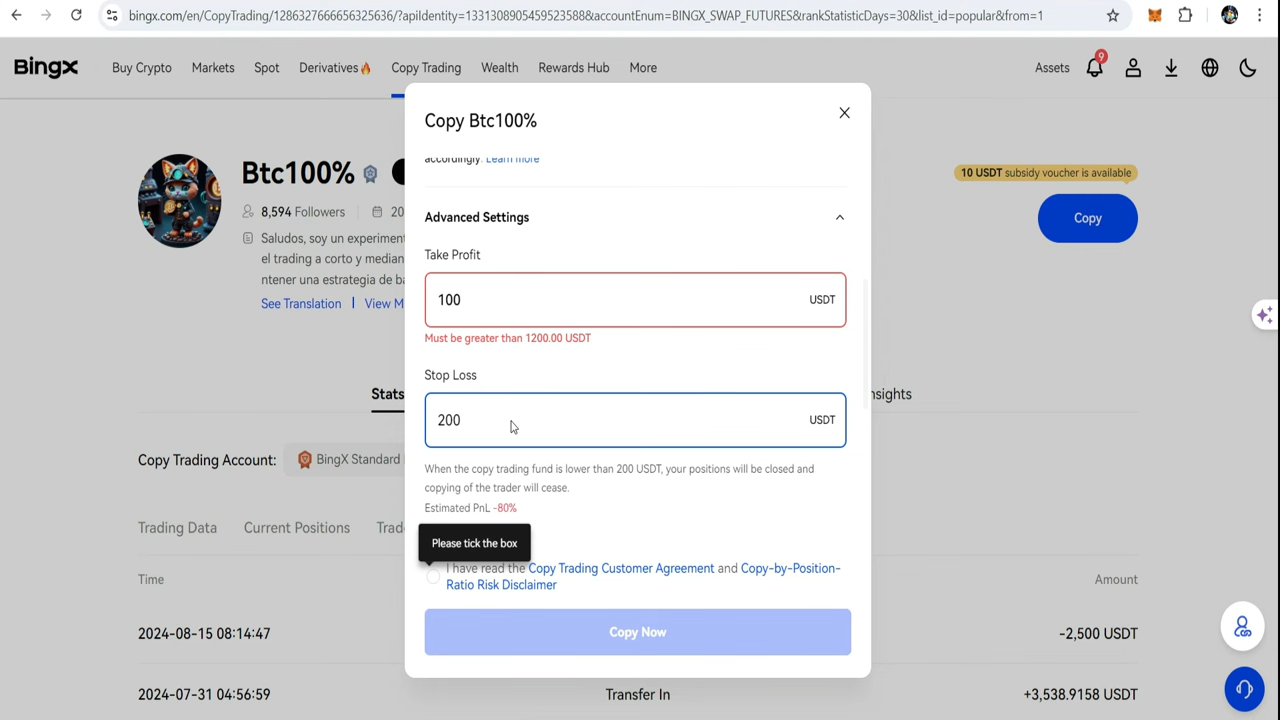 bingx.com/en/CopyTrading/1286327666656325636/?apiIdentity=1331308905459523588&accountEnum=BINGX_SWAP_FUTURES&rankStatisticDays=30&list_id=popular&from=1
BingX
Buy Crypto
Markets
Spot
Derivatives
Copy Trading
Wealth
Rewards Hub
More
Assets
9
Copy Btc100%
accordingly. Learn more
Btc100%
10 USDT subsidy voucher is available
8,594 Followers
20
Copy
Advanced Settings
Saludos, soy un experiment
el trading a corto y median
ntener una estrategia de ba
See Translation
View M
Take Profit
100 USDT
Must be greater than 1200.00 USDT
Stop Loss
200 USDT
When the copy trading fund is lower than 200 USDT, your positions will be closed and
copying of the trader will cease.
Estimated PnL -80%
Please tick the box
I have read the Copy Trading Customer Agreement and Copy-by-Position-
Ratio Risk Disclaimer
Copy Now
Stats
nsights
Copy Trading Account:
BingX Standard
Trading Data
Current Positions
Trad
Time
Amount
2024-08-15 08:14:47
-2,500 USDT
2024-07-31 04:56:59
Transfer In
+3,538.9158 USDT